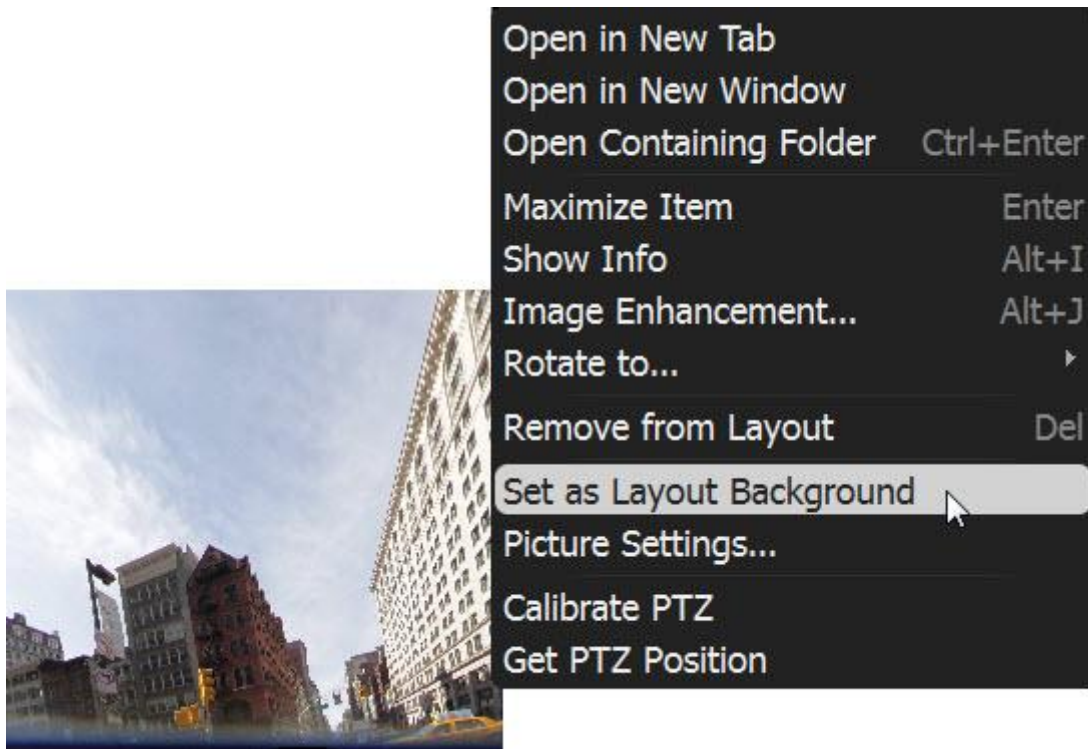 Open in New Tab
Open in New Window
Open Containing Folder Ctrl+Enter
Maximize Item Enter
Show Info Alt+I
Image Enhancement... Alt+J
Rotate to...
Remove from Layout Del
Set as Layout Background
Picture Settings...
Calibrate PTZ
Get PTZ Position